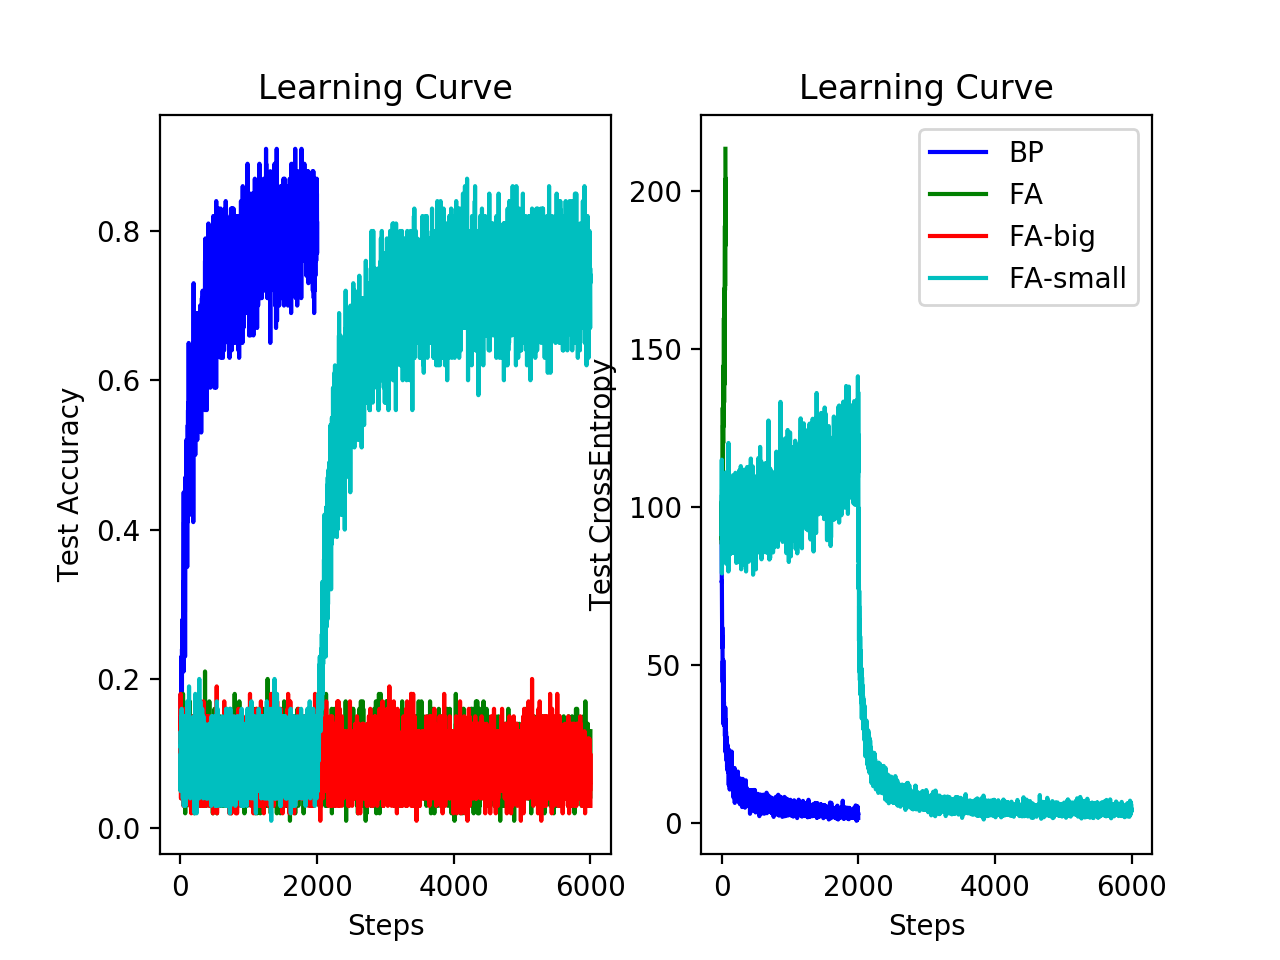 Learning Curve
Test Accuracy
0.8
0.6
0.4
0.2
0.0
0 2000 4000 6000
Steps
Learning Curve
Test CrossEntropy
200
150
100
50
0
0 2000 4000 6000
Steps
BP
FA
FA-big
FA-small